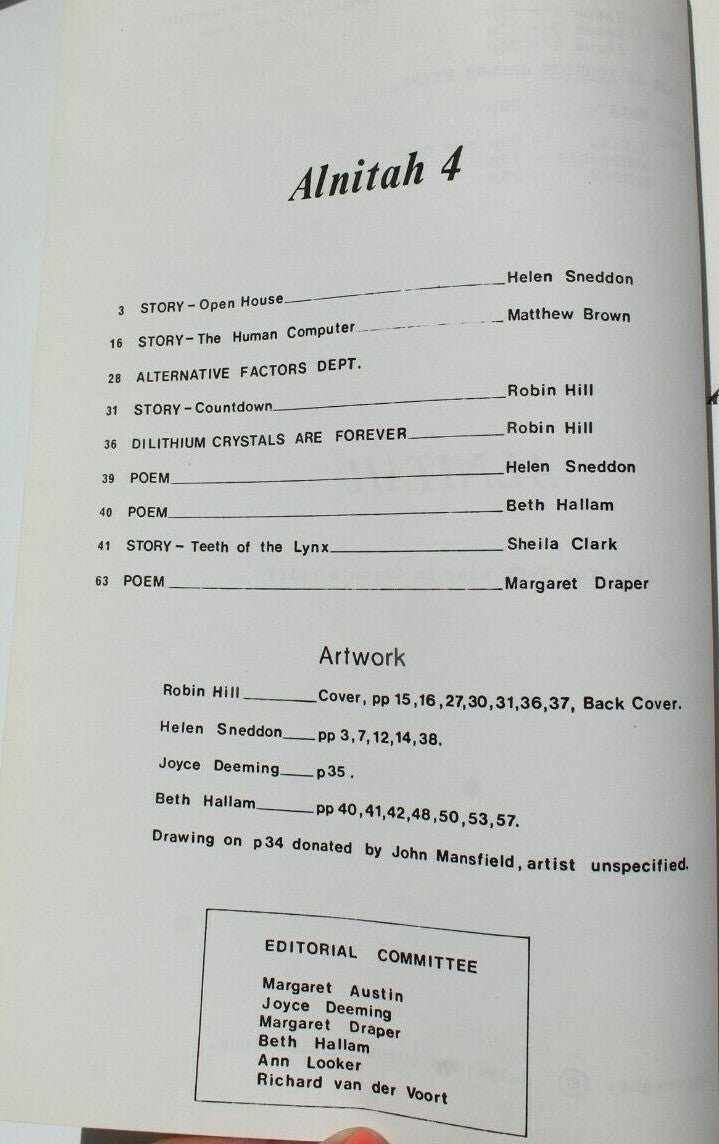 Alnitah 4
3 STORY – Open House Helen Sneddon
16 STORY – The Human Computer Matthew Brown
28 ALTERNATIVE FACTORS DEPT.
31 STORY – Countdown Robin Hill
36 DILITHIUM CRYSTALS ARE FOREVER Robin Hill
39 POEM Helen Sneddon
40 POEM Beth Hallam
41 STORY – Teeth of the Lynx Sheila Clark
63 POEM Margaret Draper
Artwork
Robin Hill Cover, pp 15,16,27,30,31,36,37, Back Cover.
Helen Sneddon pp 3,7,12,14,38.
Joyce Deeming p35.
Beth Hallam pp 40,41,42,48,50,53,57.
Drawing on p34 donated by John Mansfield, artist unspecified.
EDITORIAL COMMITTEE
Margaret Austin
Joyce Deeming
Margaret Draper
Beth Hallam
Ann Looker
Richard van der Voort